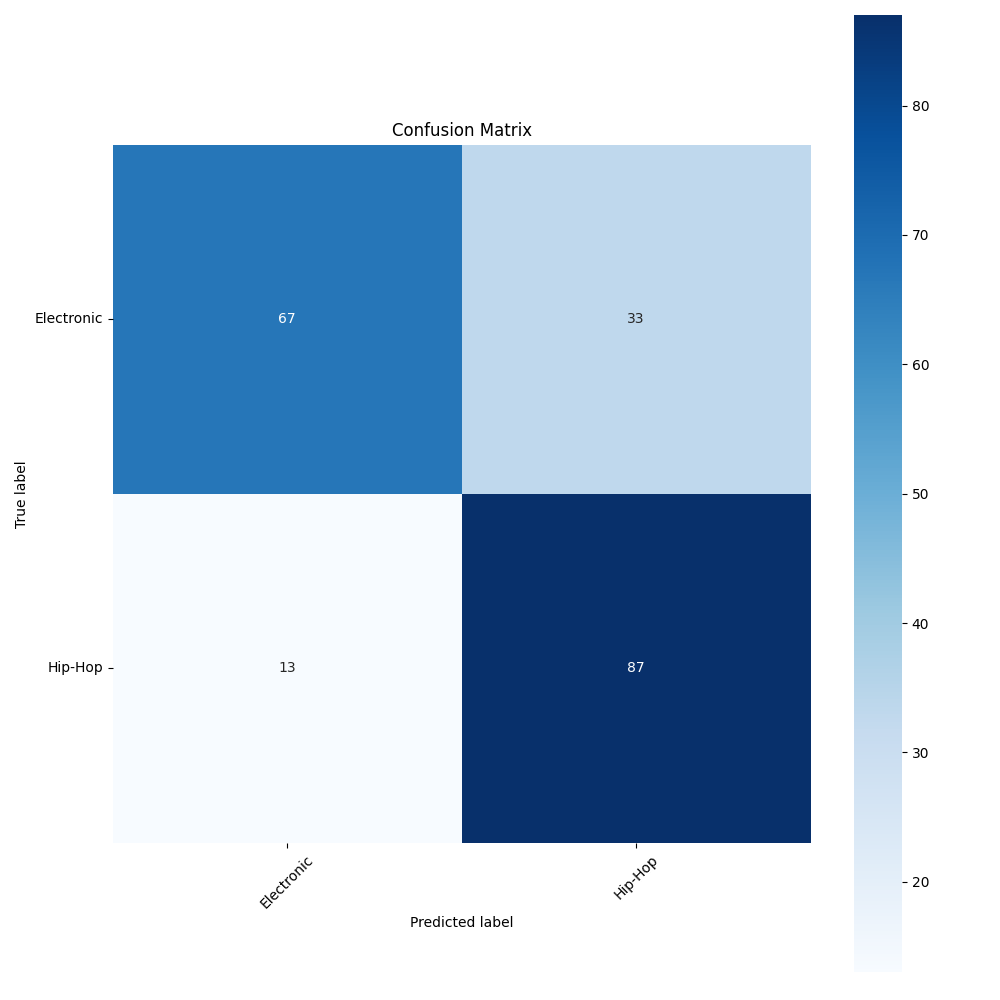 Confusion Matrix
True label
Electronic
67
33
Hip-Hop
13
87
Electronic
Hip-Hop
Predicted label
80
70
60
50
40
30
20